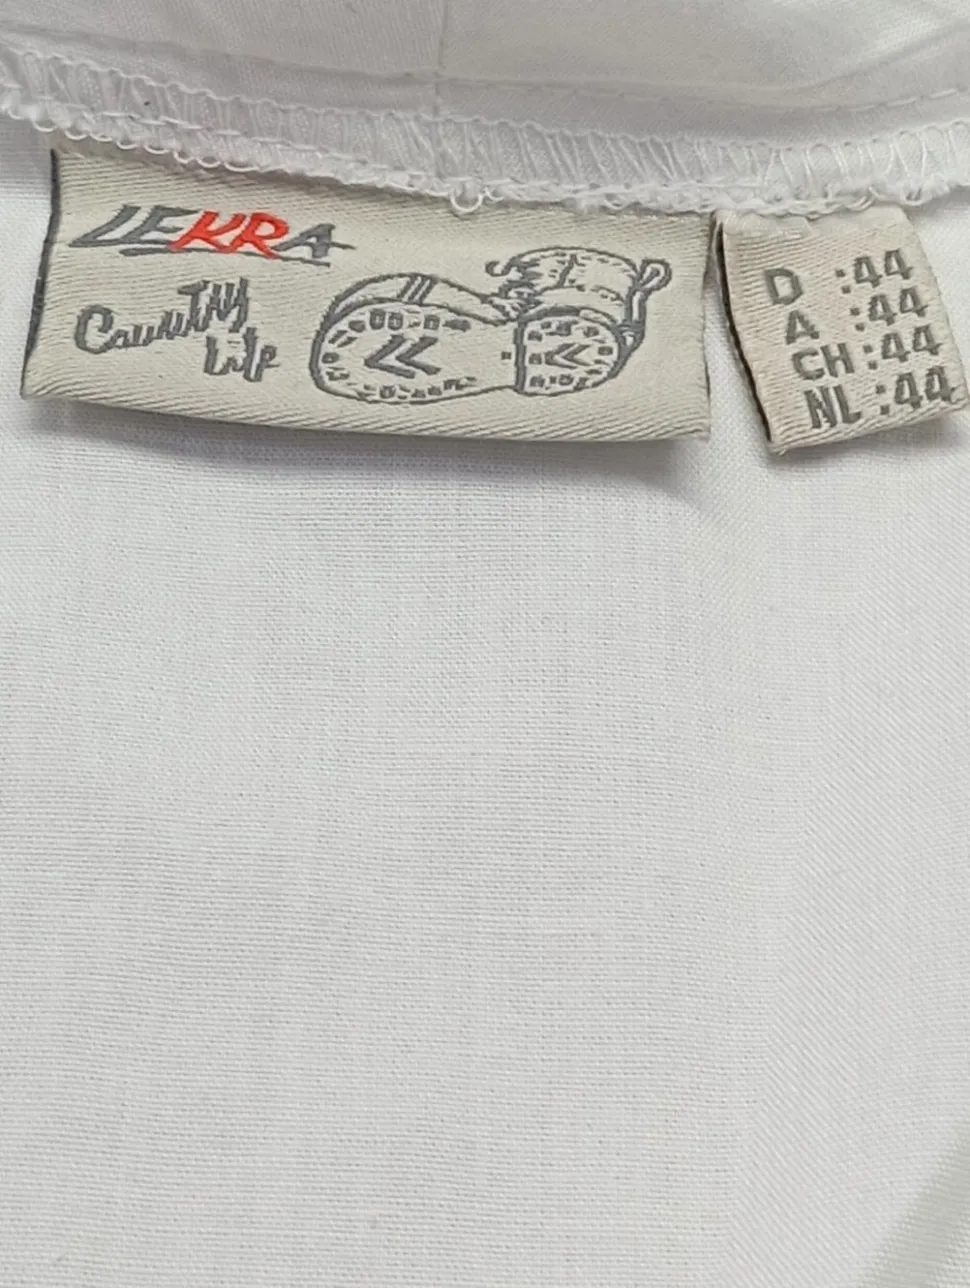 LEKRA
Country
Life
D :44
A :44
CH :44
NL :44